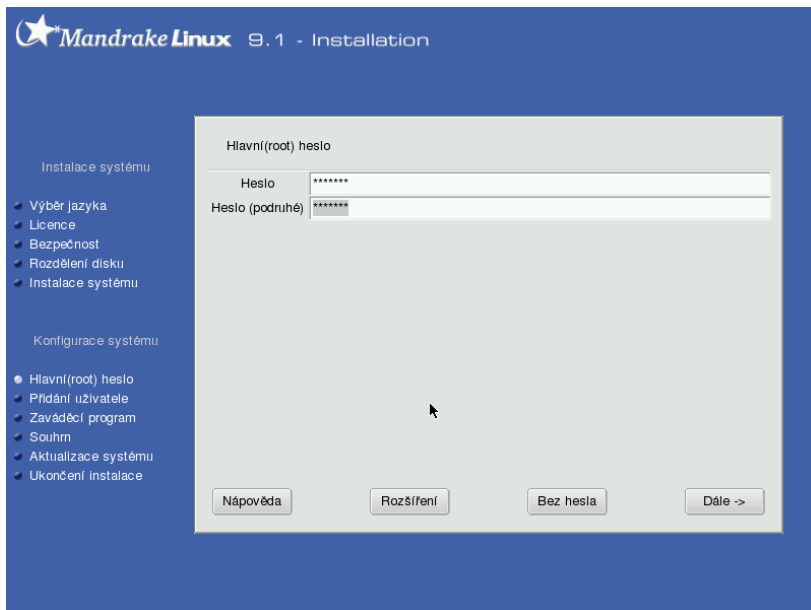 Mandrake Linux 9.1 - Installation
Instalace systému
Výběr jazyka
Licence
Bezpečnost
Rozdělení disku
Instalace systému
Konfigurace systému
Hlavní(root) heslo
Přidání uživatele
Zaváděcí program
Souhrn
Aktualizace systému
Ukončení instalace
Hlavní(root) heslo
Heslo *******
Heslo (podruhé) *******
Nápověda Rozšíření Bez hesla Dále ->